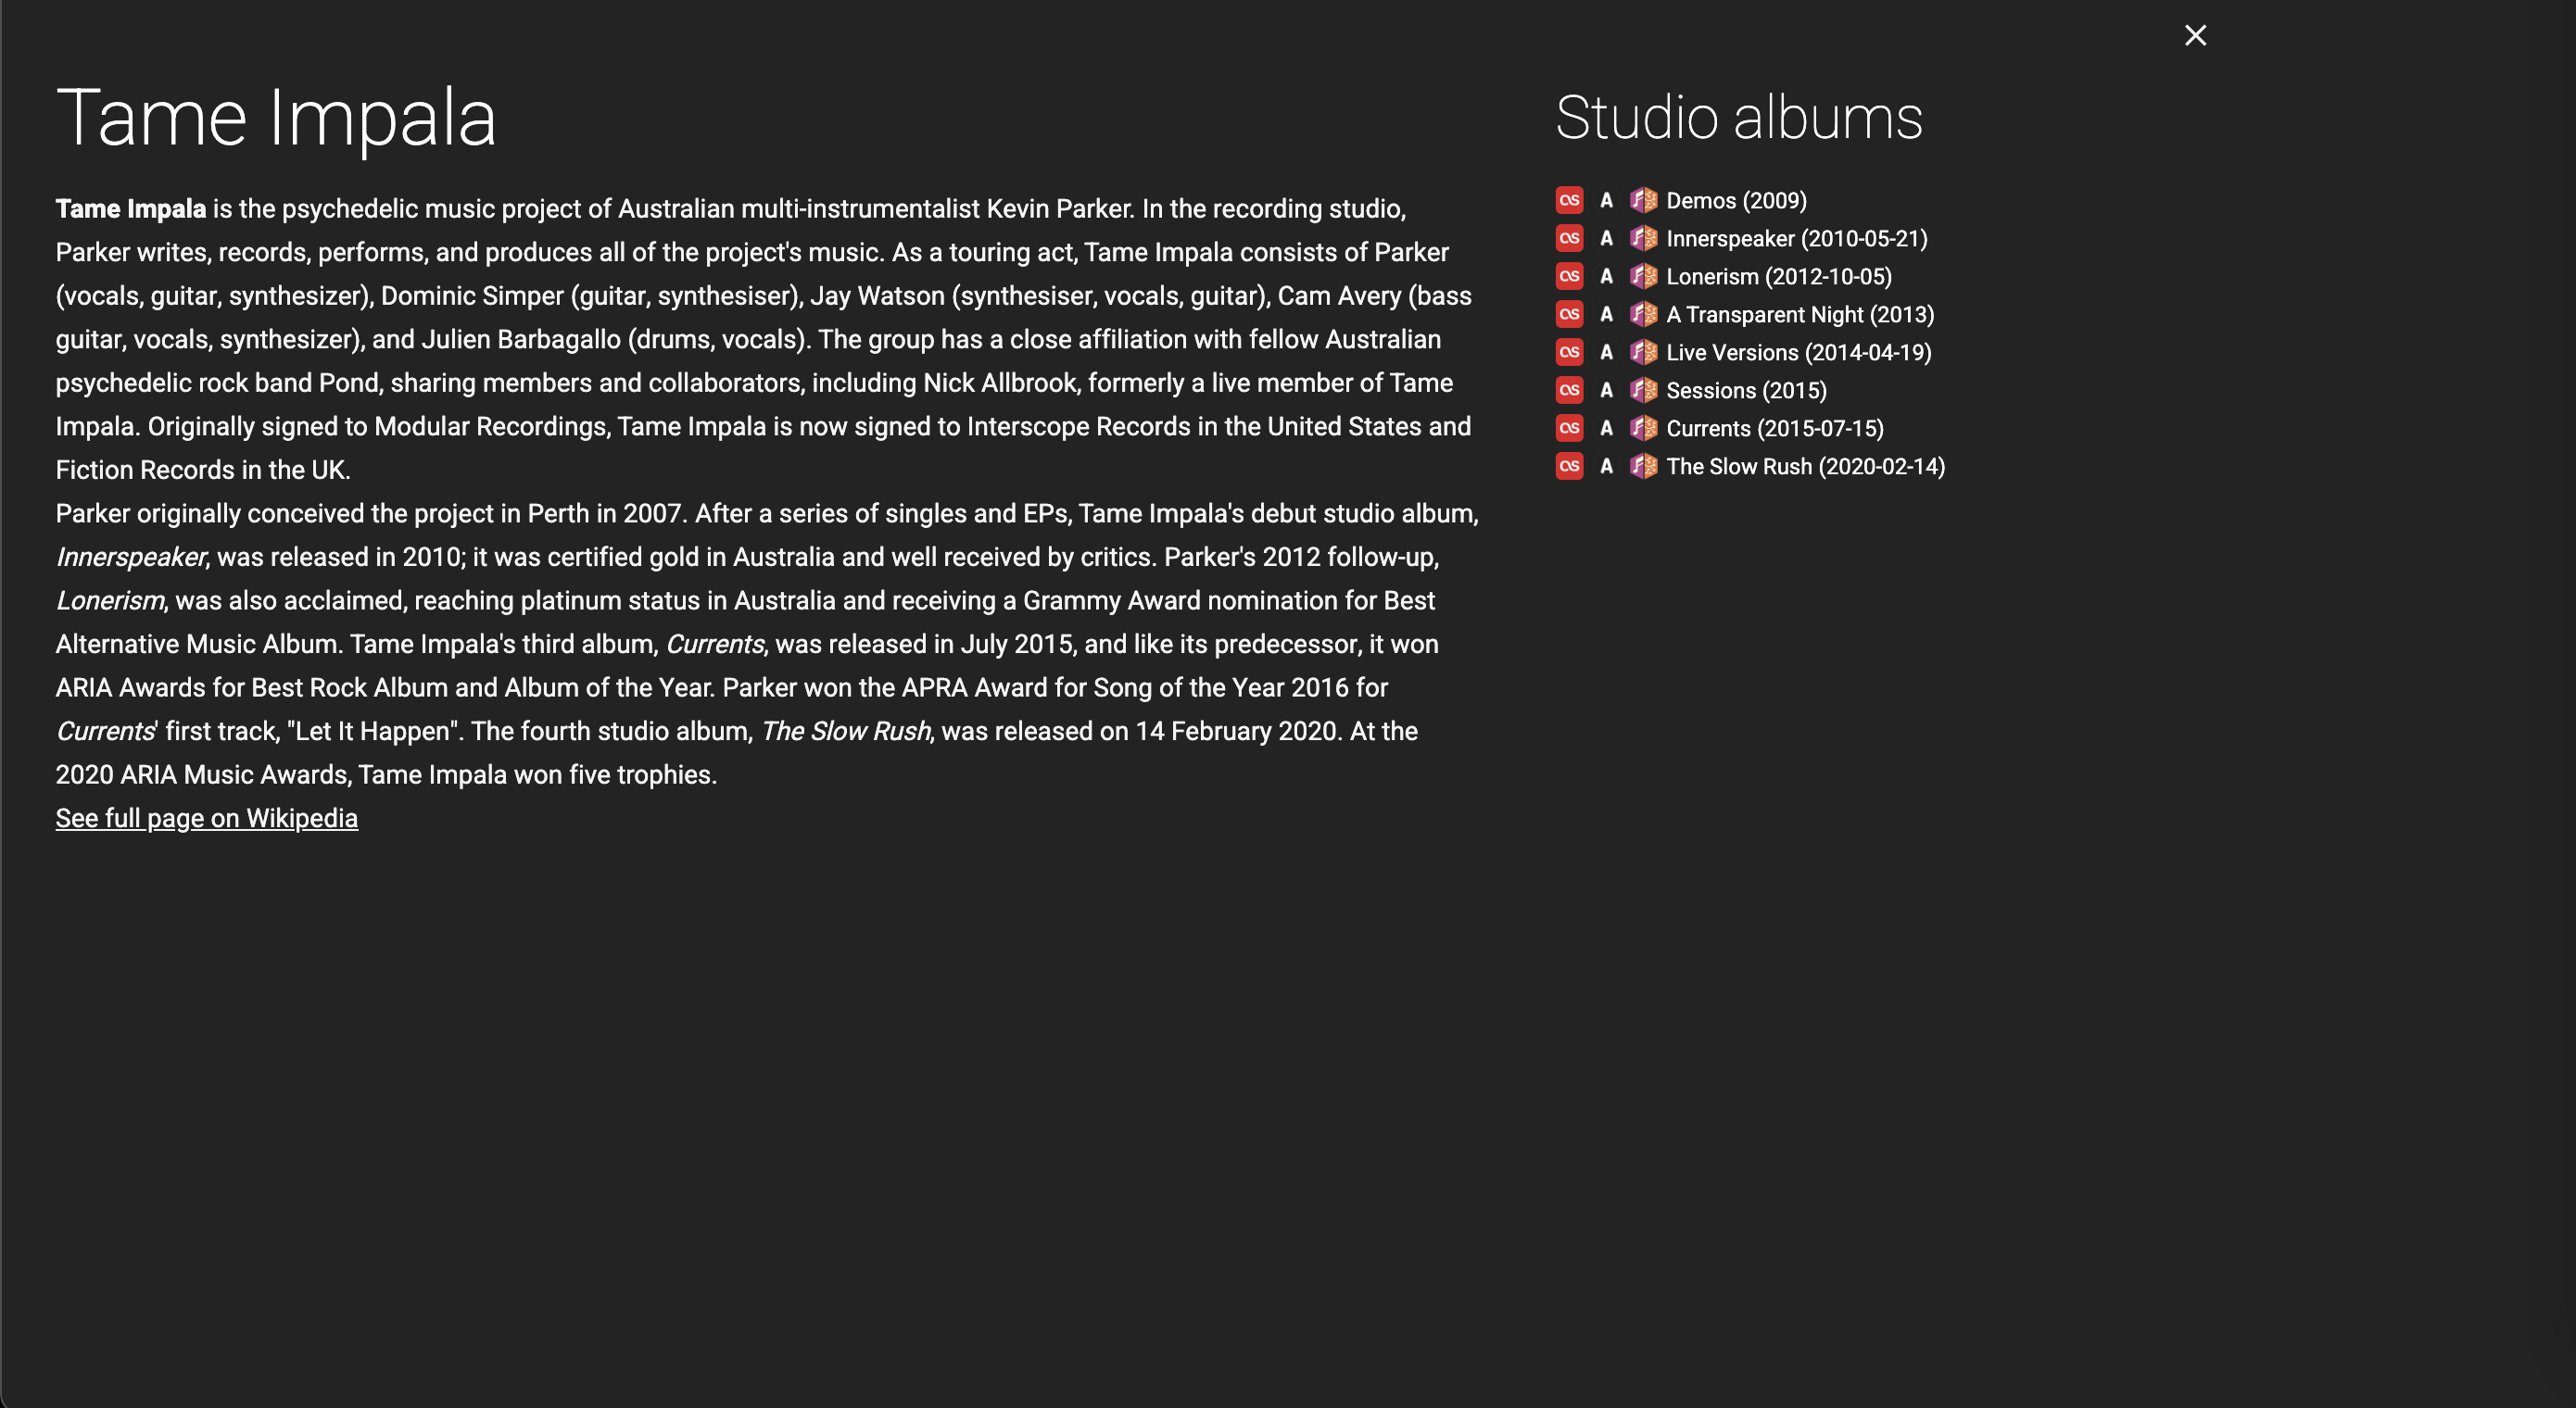 Tame Impala
Tame Impala is the psychedelic music project of Australian multi-instrumentalist Kevin Parker. In the recording studio,
Parker writes, records, performs, and produces all of the project's music. As a touring act, Tame Impala consists of Parker
(vocals, guitar, synthesizer), Dominic Simper (guitar, synthesiser), Jay Watson (synthesiser, vocals, guitar), Cam Avery (bass
guitar, vocals, synthesizer), and Julien Barbagallo (drums, vocals). The group has a close affiliation with fellow Australian
psychedelic rock band Pond, sharing members and collaborators, including Nick Allbrook, formerly a live member of Tame
Impala. Originally signed to Modular Recordings, Tame Impala is now signed to Interscope Records in the United States and
Fiction Records in the UK.
Parker originally conceived the project in Perth in 2007. After a series of singles and EPs, Tame Impala's debut studio album,
Innerspeaker, was released in 2010; it was certified gold in Australia and well received by critics. Parker's 2012 follow-up,
Lonerism, was also acclaimed, reaching platinum status in Australia and receiving a Grammy Award nomination for Best
Alternative Music Album. Tame Impala's third album, Currents, was released in July 2015, and like its predecessor, it won
ARIA Awards for Best Rock Album and Album of the Year. Parker won the APRA Award for Song of the Year 2016 for
Currents' first track, "Let It Happen". The fourth studio album, The Slow Rush, was released on 14 February 2020. At the
2020 ARIA Music Awards, Tame Impala won five trophies.
See full page on Wikipedia
Studio albums
A Demos (2009)
A Innerspeaker (2010-05-21)
A Lonerism (2012-10-05)
A A Transparent Night (2013)
A Live Versions (2014-04-19)
A Sessions (2015)
A Currents (2015-07-15)
A The Slow Rush (2020-02-14)